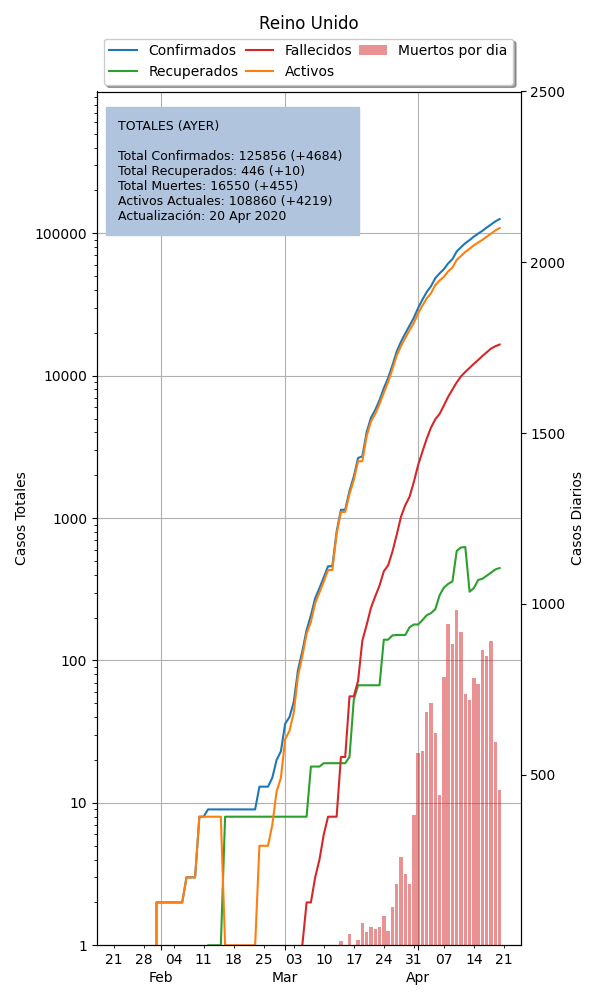 Reino Unido
Confirmados
Fallecidos
Muertos por dia
Recuperados
Activos
TOTALES (AYER)
Total Confirmados: 125856 (+4684)
Total Recuperados: 446 (+10)
Total Muertes: 16550 (+455)
Activos Actuales: 108860 (+4219)
Actualización: 20 Apr 2020
Casos Totales
100000
10000
1000
100
10
1
2500
2000
1500
1000
500
Casos Diarios
21 28 04 11 18 25 03 10 17 24 31 07 14 21
Feb Mar Apr